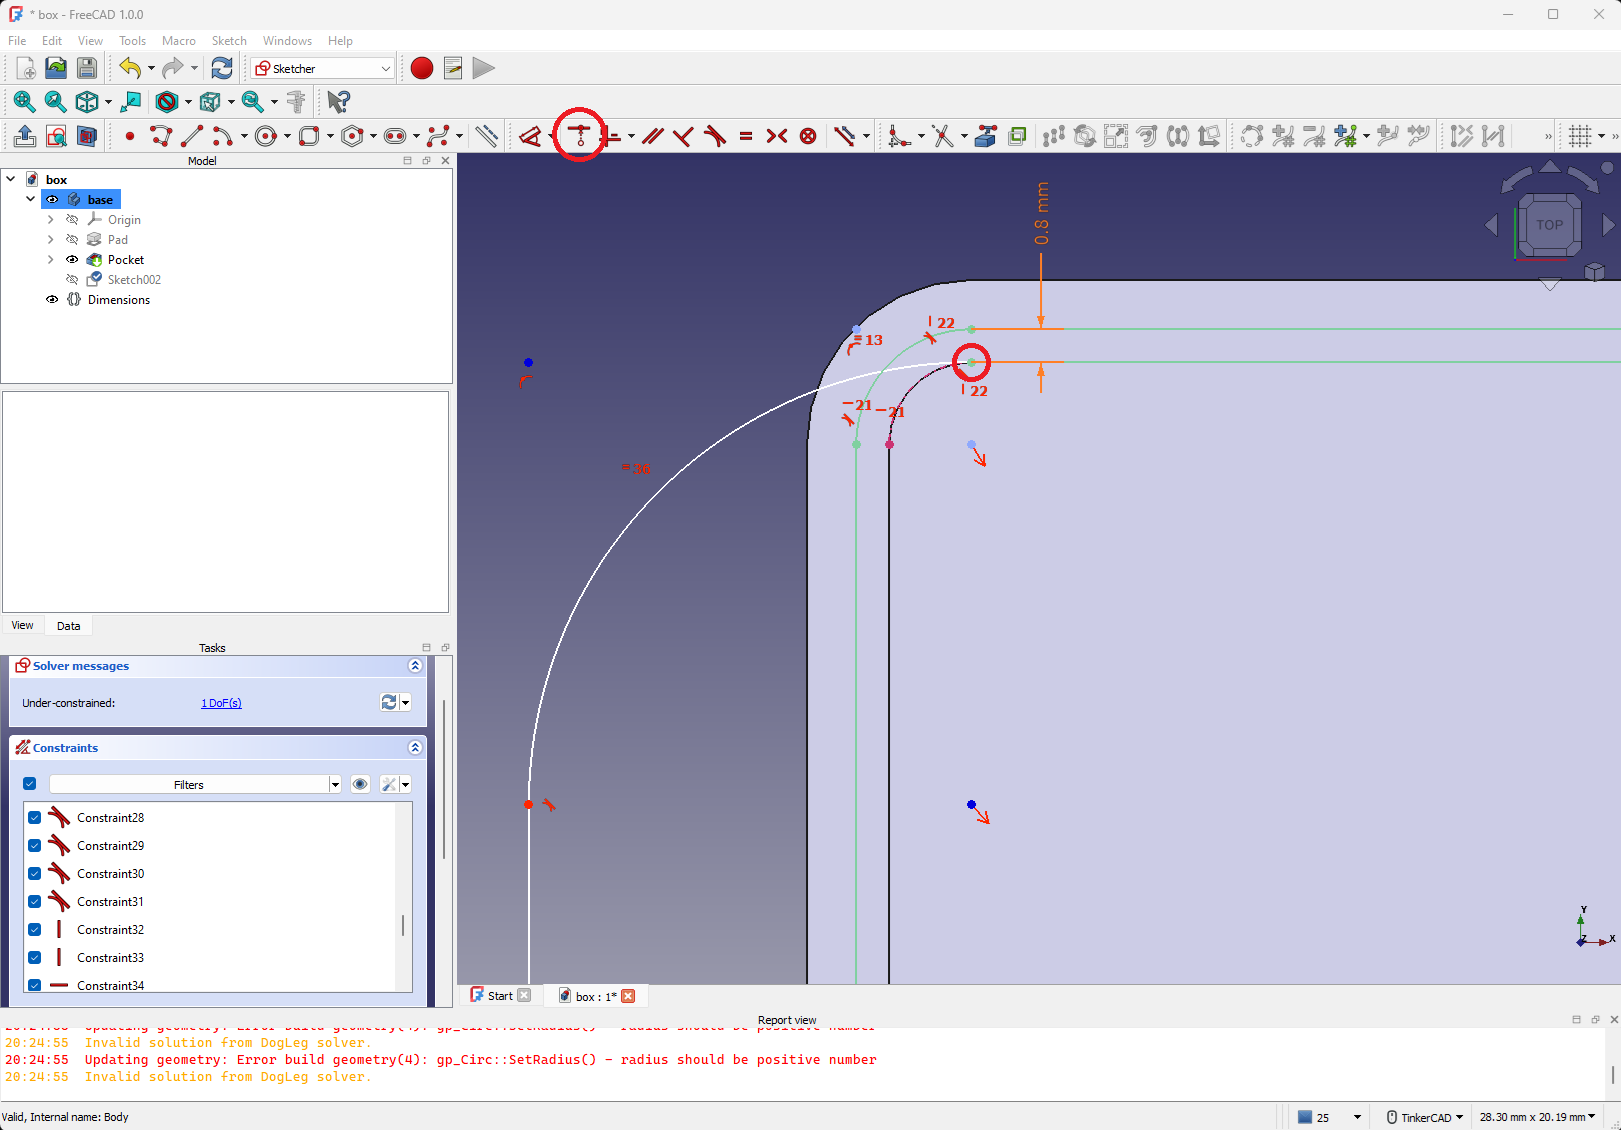 * box - FreeCAD 1.0.0
File Edit View Tools Macro Sketch Windows Help
Sketcher
Model
box
base
Origin
Pad
Pocket
Sketch002
Dimensions
View Data
Tasks
Solver messages
Under-constrained: 1 DoF(s)
Constraints
Filters
Constraint28
Constraint29
Constraint30
Constraint31
Constraint32
Constraint33
Constraint34
0.8 mm
TOP
22
13
22
21
21
36
Y
Z X
Start box : 1*
Report view
20:24:55 Updating geometry: Error build geometry(4): gp_Circ::SetRadius() - radius should be positive number
20:24:55 Invalid solution from DogLeg solver.
20:24:55 Updating geometry: Error build geometry(4): gp_Circ::SetRadius() - radius should be positive number
20:24:55 Invalid solution from DogLeg solver.
Valid, Internal name: Body
25 TinkerCAD 28.30 mm x 20.19 mm